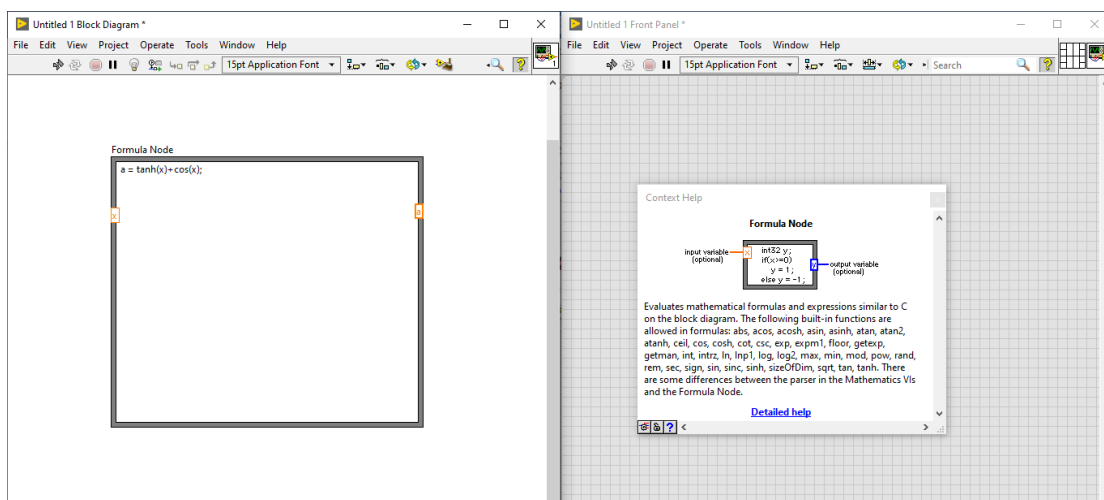 Untitled 1 Block Diagram *
File Edit View Project Operate Tools Window Help
15pt Application Font
1
Formula Node
a = tanh(x)+cos(x);
x
a
Untitled 1 Front Panel *
File Edit View Project Operate Tools Window Help
15pt Application Font
Search
Context Help
Formula Node
input variable
(optional)
x
int32 y;
if(x>=0)
y = 1;
else y = -1;
y
output variable
(optional)
Evaluates mathematical formulas and expressions similar to C
on the block diagram. The following built-in functions are
allowed in formulas: abs, acos, acosh, asin, asinh, atan, atan2,
atanh, ceil, cos, cosh, cot, csc, exp, expm1, floor, getexp,
getman, int, intrz, ln, lnp1, log, log2, max, min, mod, pow, rand,
rem, sec, sign, sin, sinc, sinh, sizeOfDim, sqrt, tan, tanh. There
are some differences between the parser in the Mathematics VIs
and the Formula Node.
Detailed help